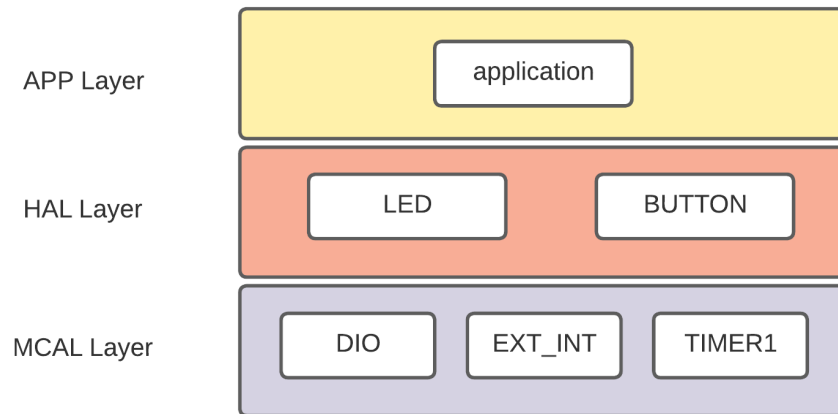 APP Layer
application
HAL Layer
LED
BUTTON
MCAL Layer
DIO
EXT_INT
TIMER1